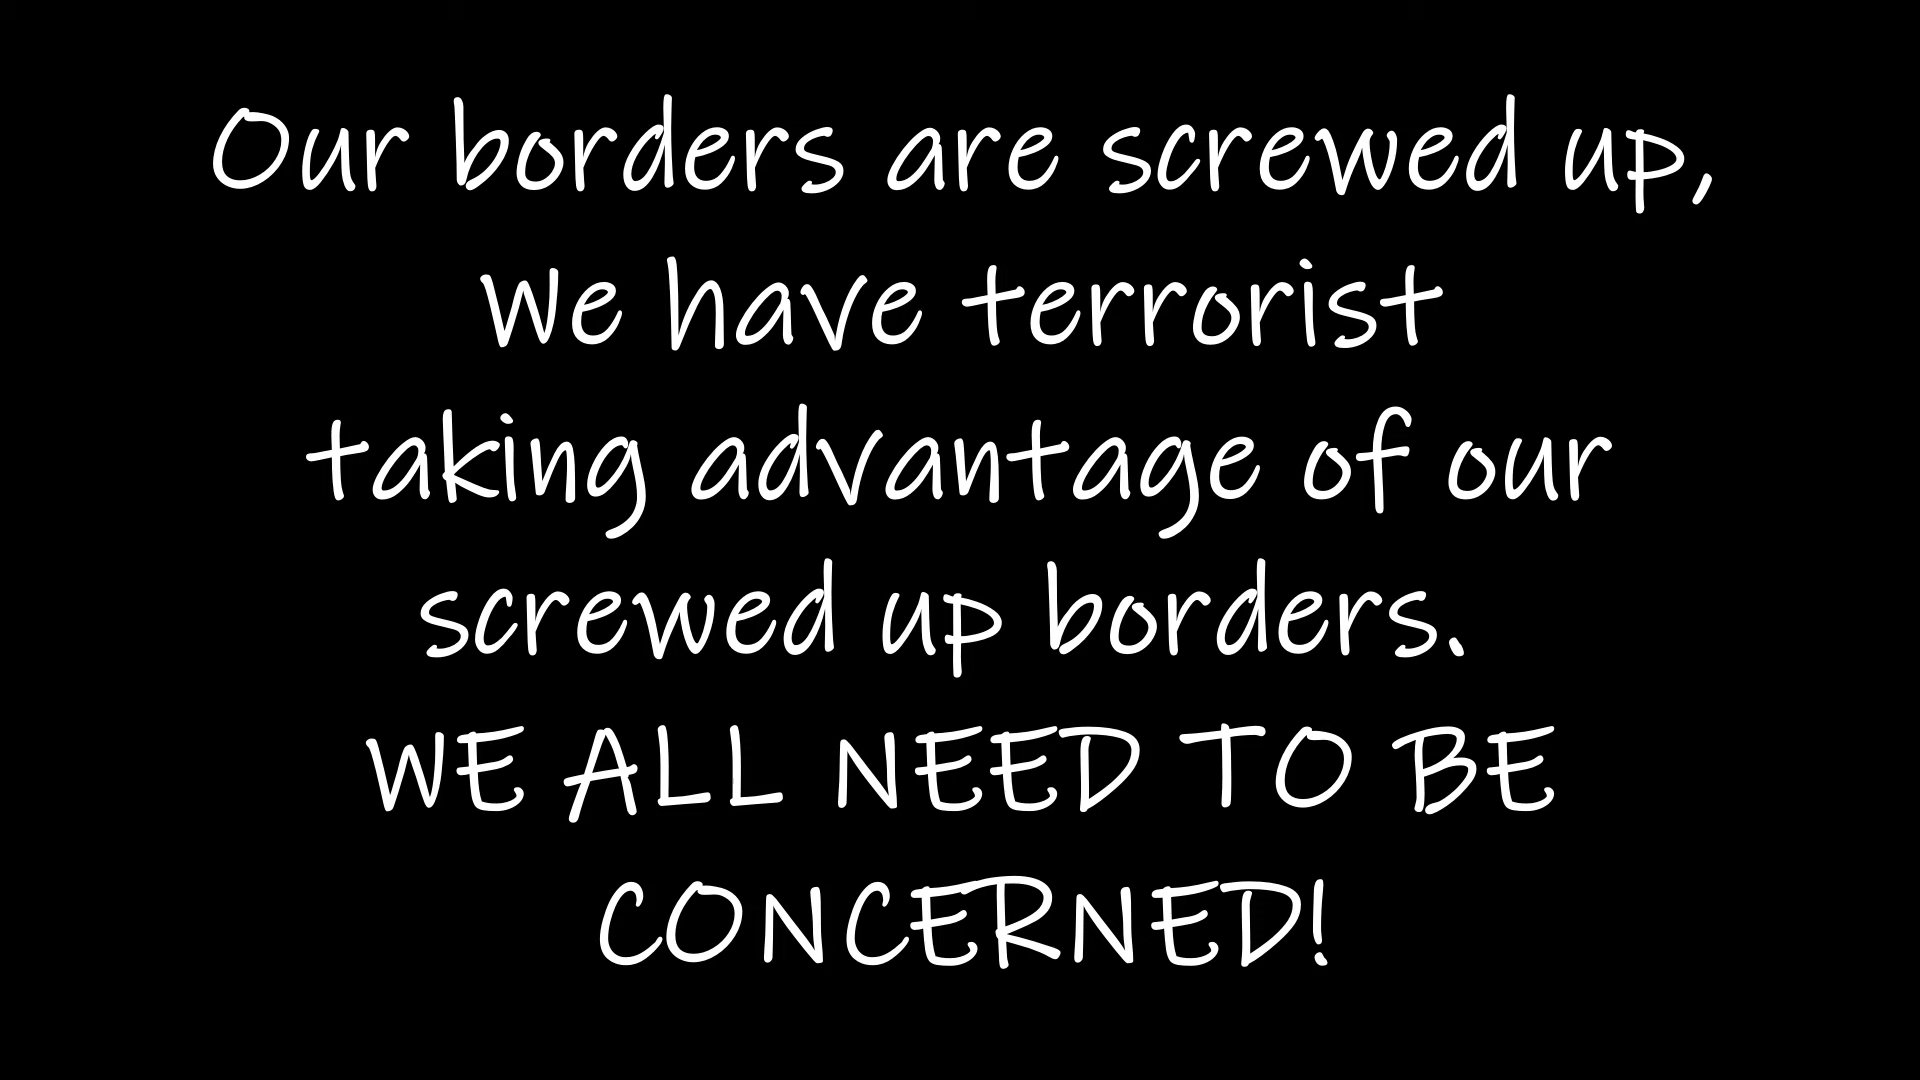 Our borders are screwed up,
We have terrorist
taking advantage of our
screwed up borders.
WE ALL NEED TO BE
CONCERNED!